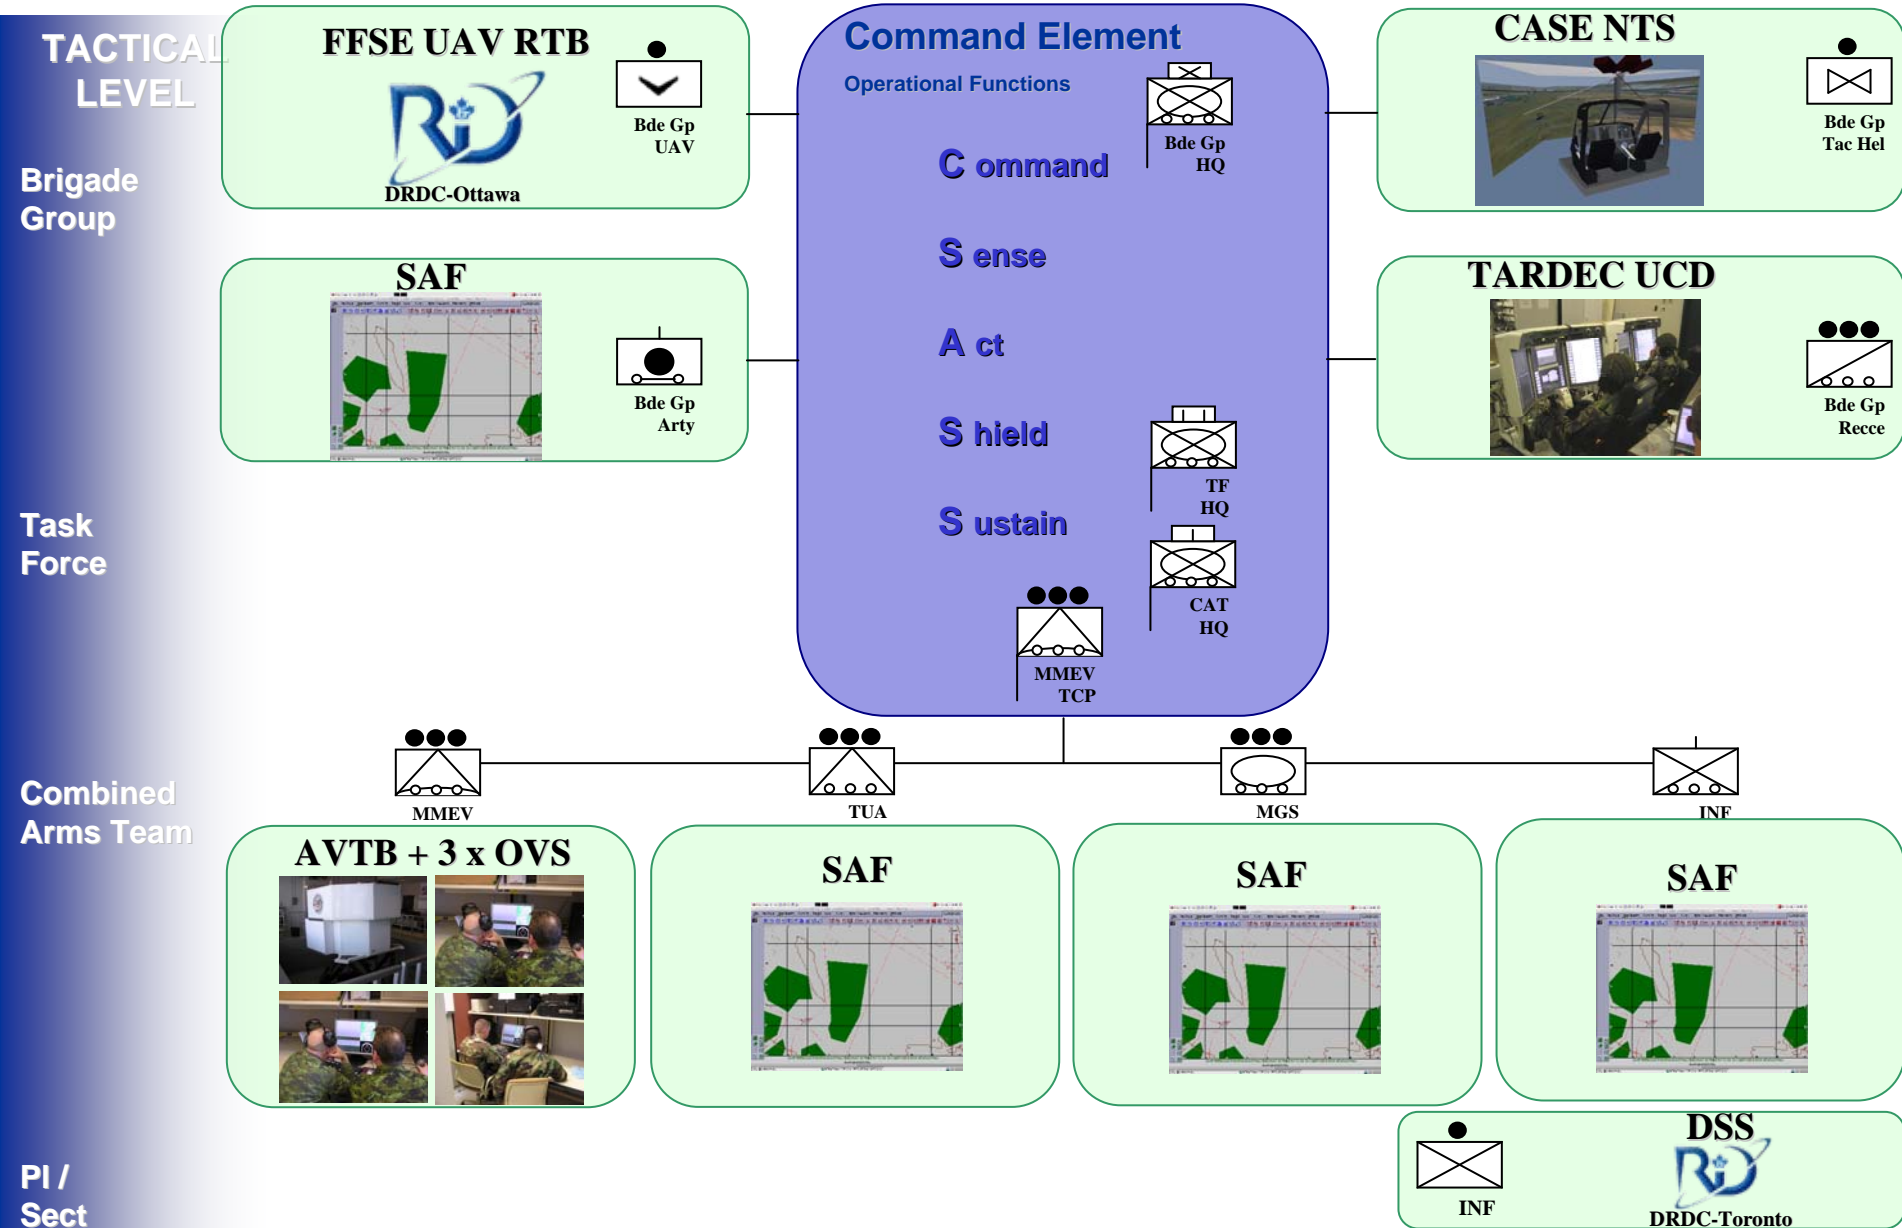 TACTICAL
LEVEL
Brigade
Group
Task
Force
Combined
Arms Team
Pl /
Sect
FFSE UAV RTB
DRDC-Ottawa
Bde Gp
UAV
SAF
Bde Gp
Arty
Command Element
Operational Functions
C ommand
S ense
A ct
S hield
S ustain
Bde Gp
HQ
TF
HQ
CAT
HQ
MMEV
TCP
CASE NTS
Bde Gp
Tac Hel
TARDEC UCD
Bde Gp
Recce
MMEV
TUA
MGS
INF
AVTB + 3 x OVS
SAF
SAF
SAF
INF
DSS
DRDC-Toronto